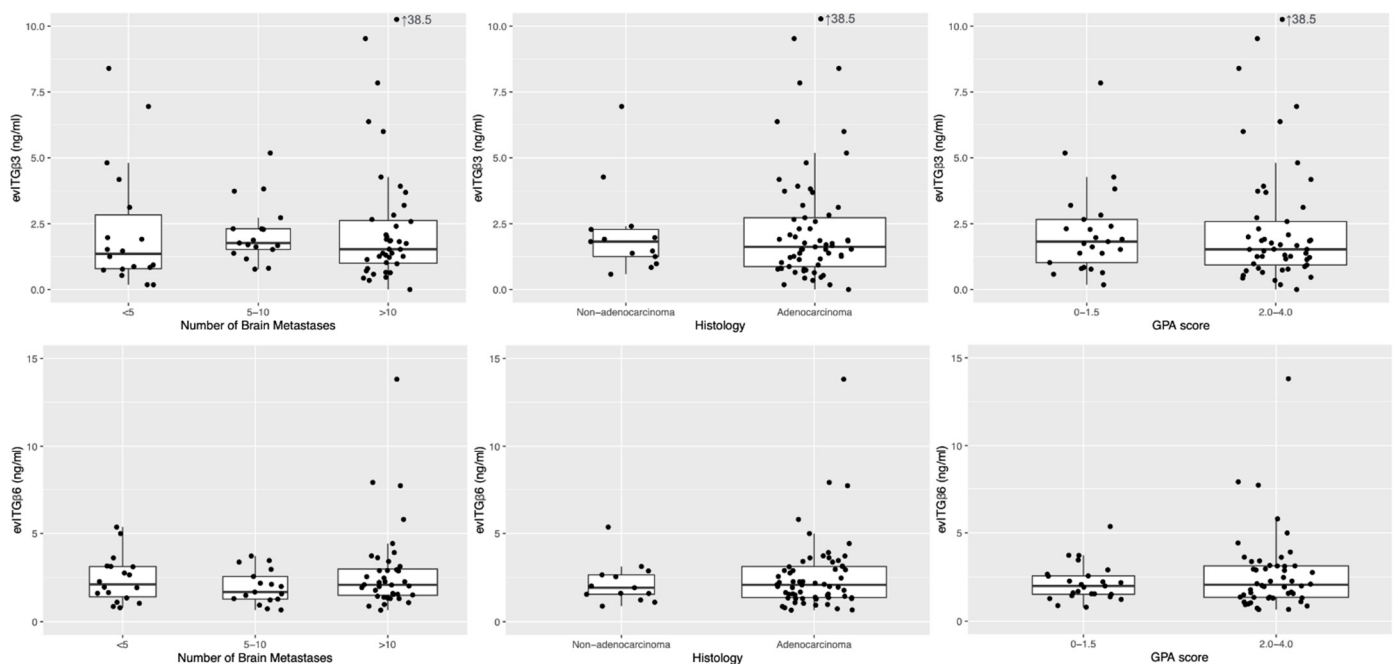 10.0
7.5
5.0
2.5
0.0
evITGβ3 (ng/ml)
↑38.5
<5
5−10
>10
Number of Brain Metastases
10.0
7.5
5.0
2.5
0.0
evITGβ3 (ng/ml)
↑38.5
Non−adenocarcinoma
Adenocarcinoma
Histology
10.0
7.5
5.0
2.5
0.0
evITGβ3 (ng/ml)
↑38.5
0−1.5
2.0−4.0
GPA score
15
10
5
0
evITGβ6 (ng/ml)
<5
5−10
>10
Number of Brain Metastases
15
10
5
0
evITGβ6 (ng/ml)
Non−adenocarcinoma
Adenocarcinoma
Histology
15
10
5
0
evITGβ6 (ng/ml)
0−1.5
2.0−4.0
GPA score